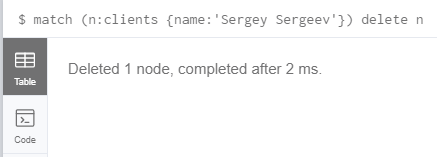 $ match (n:clients {name:'Sergey Sergeev'}) delete n
Deleted 1 node, completed after 2 ms.
Table
Code